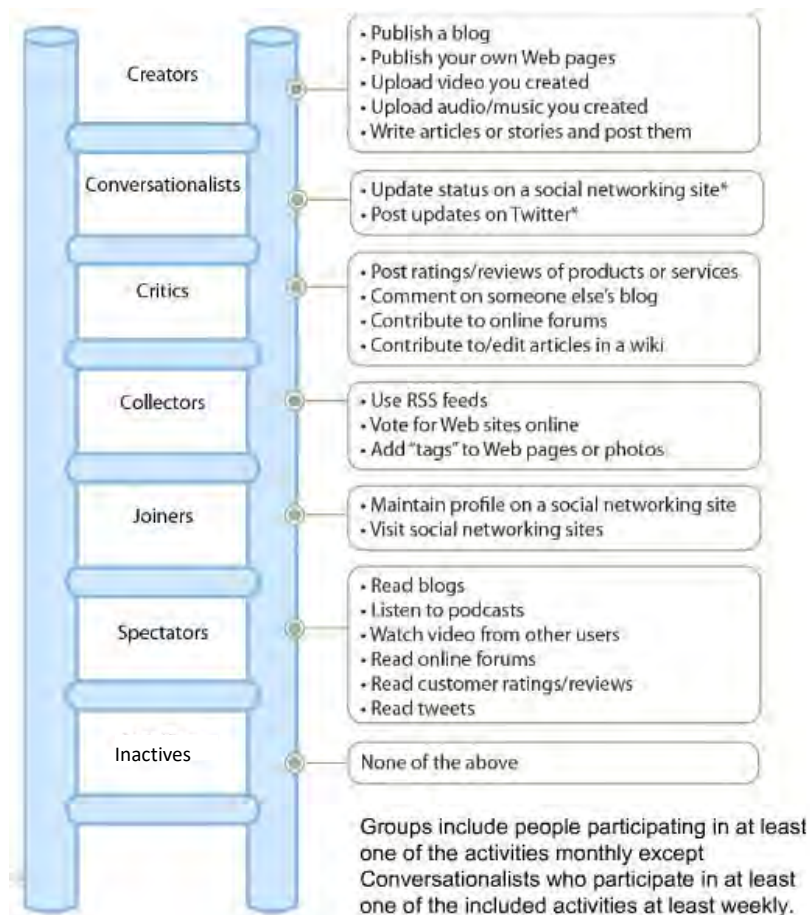 Creators
• Publish a blog
• Publish your own Web pages
• Upload video you created
• Upload audio/music you created
• Write articles or stories and post them
Conversationalists
• Update status on a social networking site*
• Post updates on Twitter*
Critics
• Post ratings/reviews of products or services
• Comment on someone else's blog
• Contribute to online forums
• Contribute to/edit articles in a wiki
Collectors
• Use RSS feeds
• Vote for Web sites online
• Add "tags" to Web pages or photos
Joiners
• Maintain profile on a social networking site
• Visit social networking sites
Spectators
• Read blogs
• Listen to podcasts
• Watch video from other users
• Read online forums
• Read customer ratings/reviews
• Read tweets
Inactives
None of the above
Groups include people participating in at least
one of the activities monthly except
Conversationalists who participate in at least
one of the included activities at least weekly.